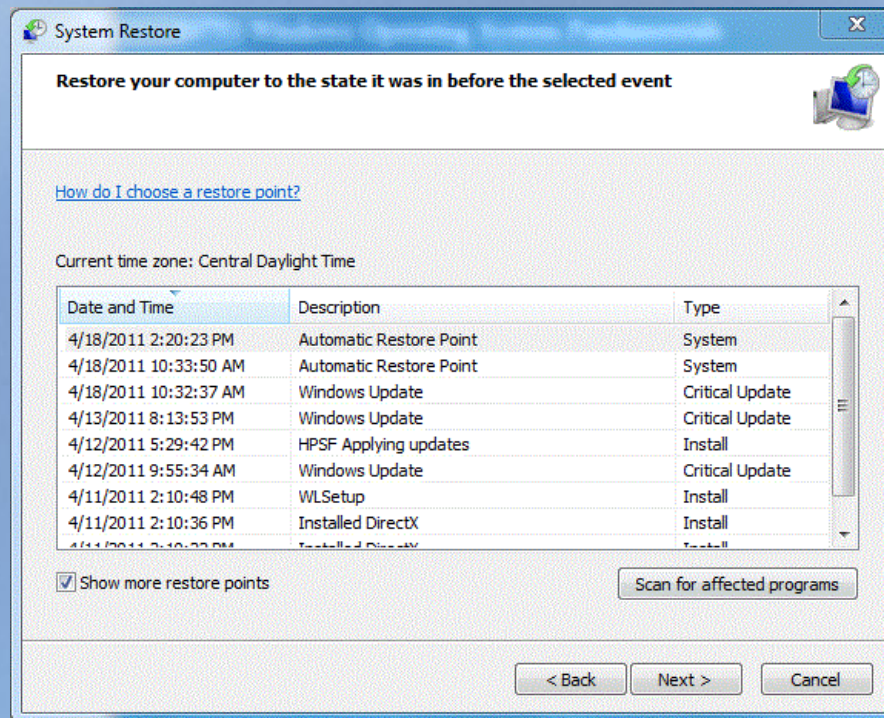 System Restore
Restore your computer to the state it was in before the selected event
How do I choose a restore point?
Current time zone: Central Daylight Time
Date and Time Description Type
4/18/2011 2:20:23 PM Automatic Restore Point System
4/18/2011 10:33:50 AM Automatic Restore Point System
4/18/2011 10:32:37 AM Windows Update Critical Update
4/13/2011 8:13:53 PM Windows Update Critical Update
4/12/2011 5:29:42 PM HPSF Applying updates Install
4/12/2011 9:55:34 AM Windows Update Critical Update
4/11/2011 2:10:48 PM WLSetup Install
4/11/2011 2:10:36 PM Installed DirectX Install
Installed DirectX Install
Show more restore points Scan for affected programs
< Back Next > Cancel